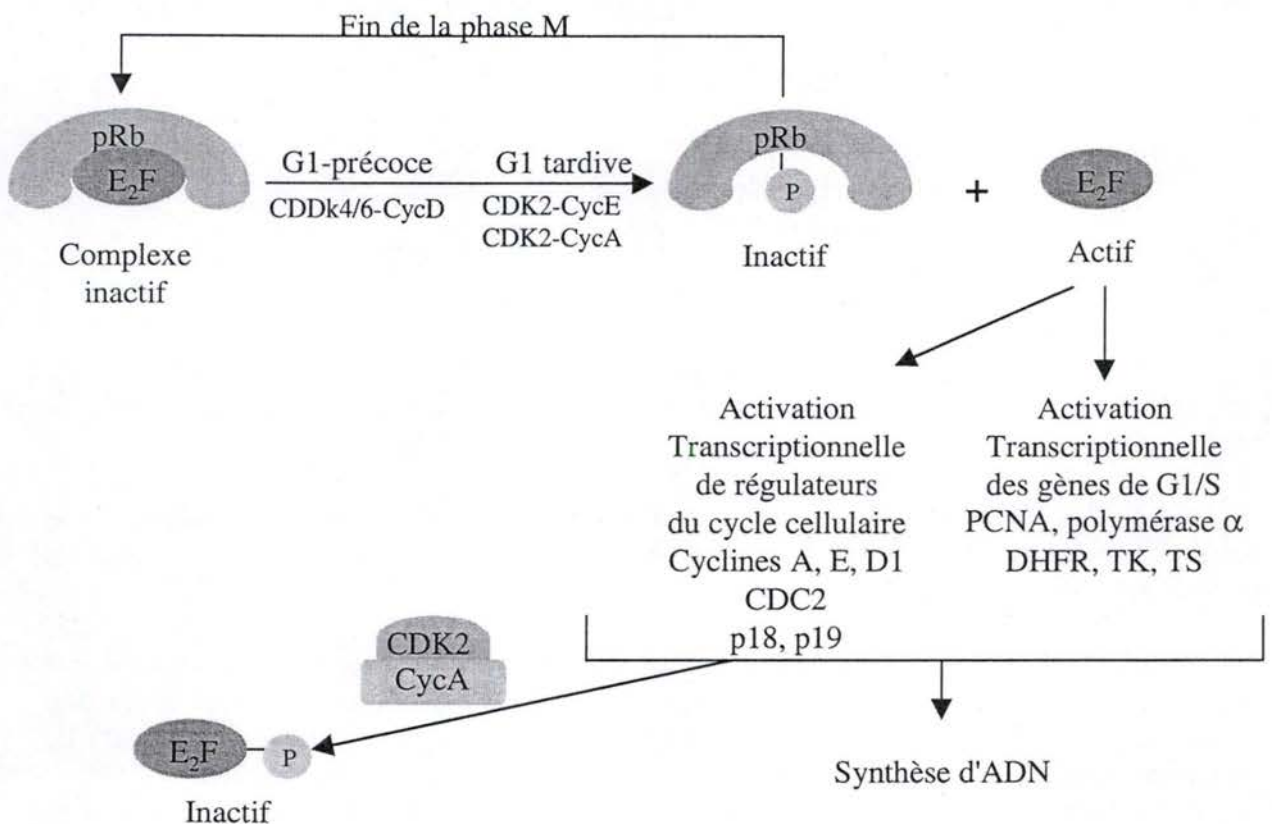 Fin de la phase M
pRb
E₂F
Complexe
inactif
G1-précoce
CDDk4/6-CycD
G1 tardive
CDK2-CycE
CDK2-CycA
pRb
P
Inactif
+
E₂F
Actif
Activation
Transcriptionnelle
de régulateurs
du cycle cellulaire
Cyclines A, E, D1
CDC2
p18, p19
Activation
Transcriptionnelle
des gènes de G1/S
PCNA, polymérase α
DHFR, TK, TS
CDK2
CycA
E₂F
P
Inactif
Synthèse d'ADN